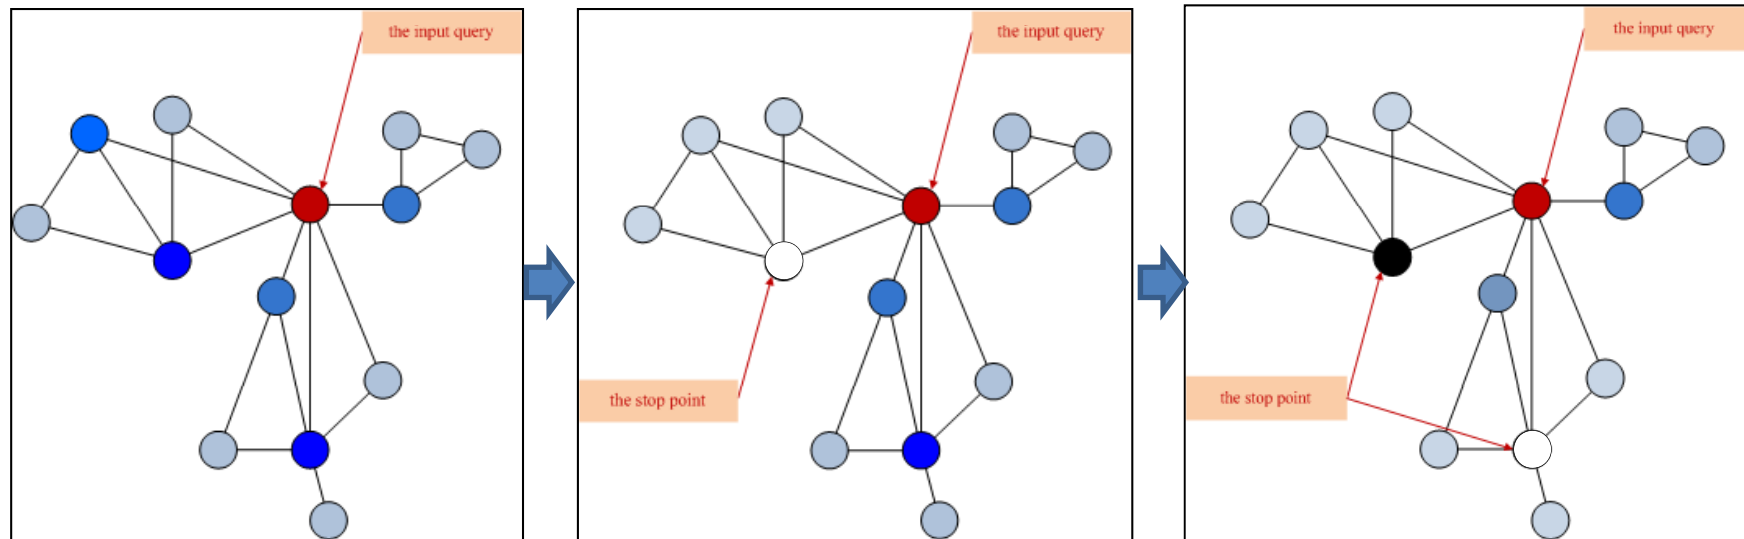 the input query
the input query
the input query
the stop point
the stop point